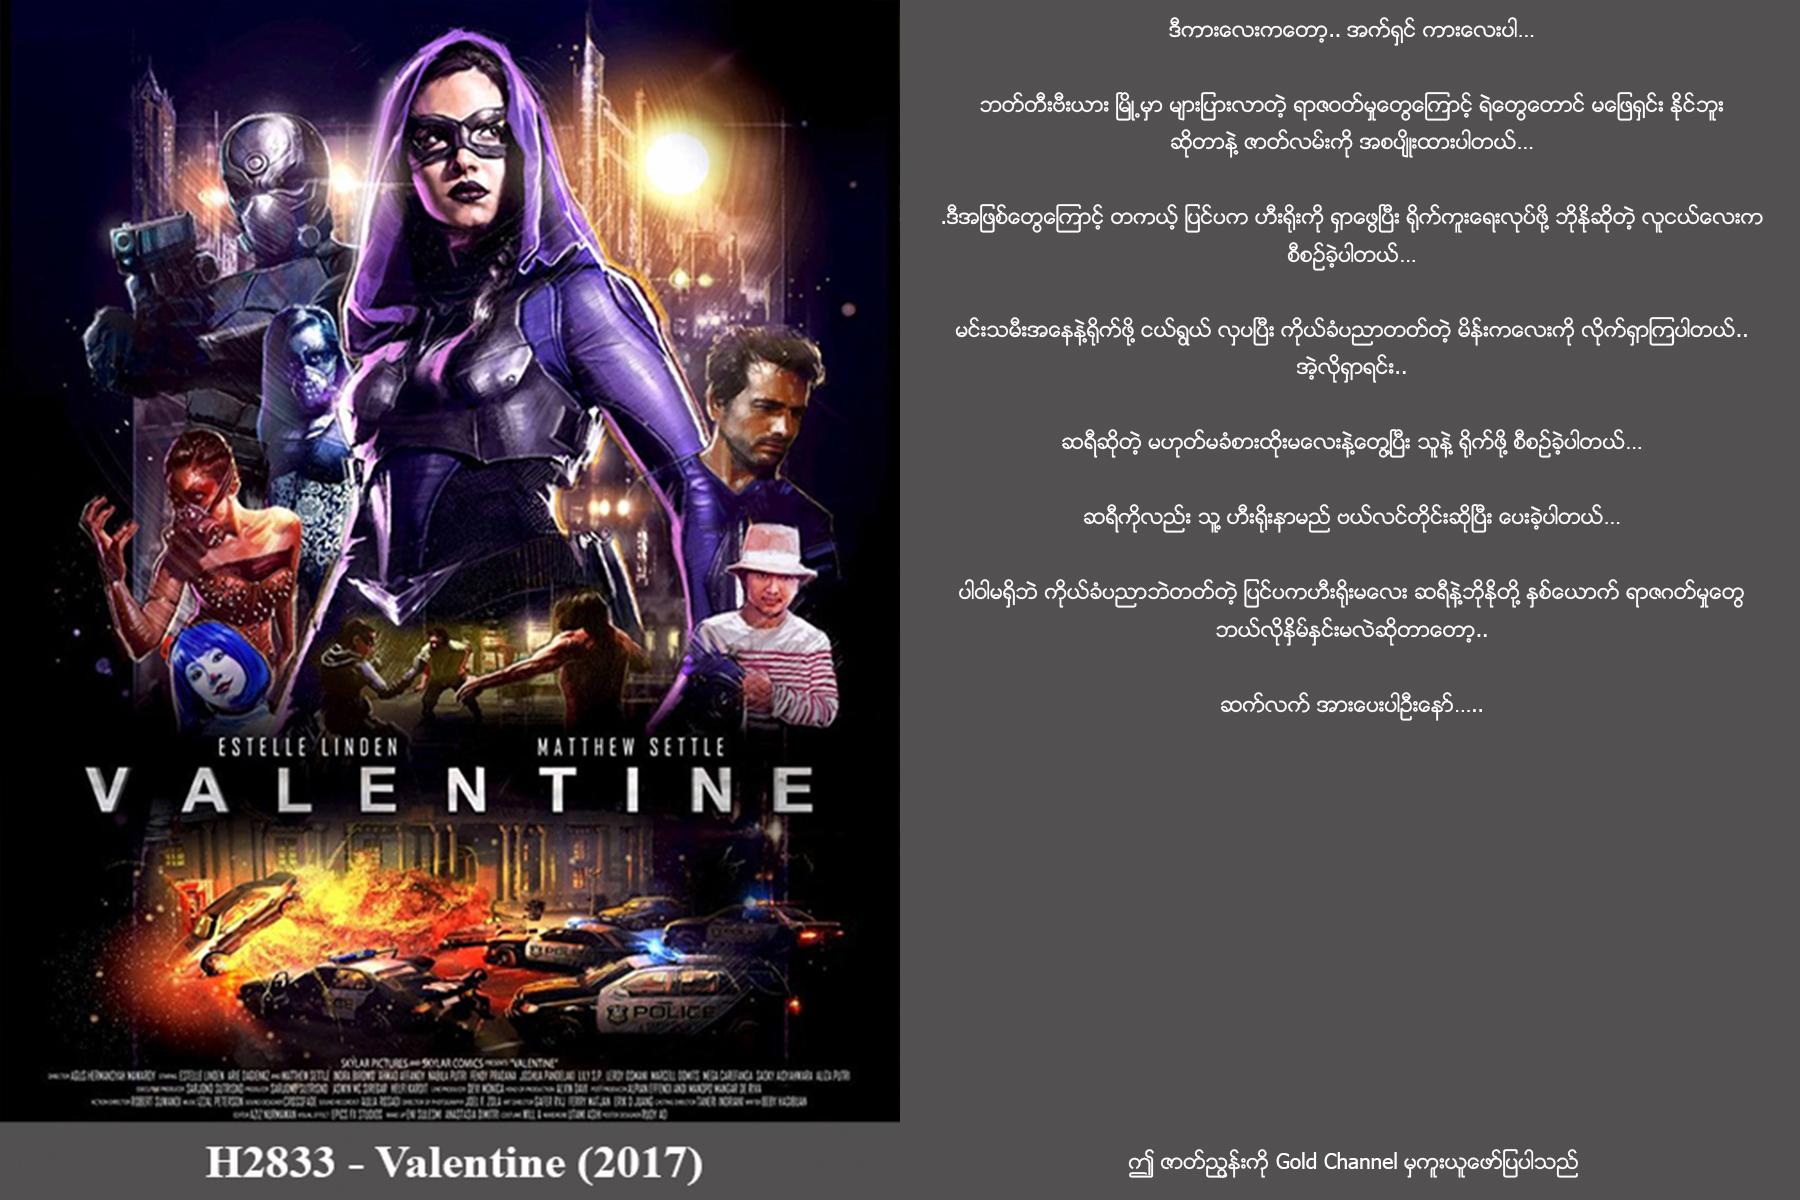 ESTELLE LINDEN MATTHEW SETTLE
VALENTINE
POLICE
SKYLAR PICTURES AND SKYLAR COMICS PRESENTS "VALENTINE"
H2833 - Valentine (2017)
ဒီကားလေးကတော့.. အက်ရှင် ကားလေးပါ...
ဘတ်တီးဗီးယား မြို့မှာ များပြားလာတဲ့ ရာဇဝတ်မှုတွေကြောင့် ရဲတွေတောင် မဖြေရှင်း နိုင်ဘူး
ဆိုတာနဲ့ ဇာတ်လမ်းကို အစပျိုးထားပါတယ်...
.ဒီအဖြစ်တွေကြောင့် တကယ့် ပြင်ပက ဟီးရိုးကို ရှာဖွေပြီး ရိုက်ကူးရေးလုပ်ဖို့ ဘိုနိုဆိုတဲ့ လူငယ်လေးက
စီစဉ်ခဲ့ပါတယ်...
မင်းသမီးအနေနဲ့ရိုက်ဖို့ ငယ်ရွယ် လှပပြီး ကိုယ်ခံပညာတတ်တဲ့ မိန်းကလေးကို လိုက်ရှာကြပါတယ်..
အဲ့လိုရှာရင်း..
ဆရီဆိုတဲ့ မဟုတ်မခံစားထိုးမလေးနဲ့တွေ့ပြီး သူနဲ့ ရိုက်ဖို့ စီစဉ်ခဲ့ပါတယ်...
ဆရီကိုလည်း သူ့ ဟီးရိုးနာမည် ဗယ်လင်တိုင်းဆိုပြီး ပေးခဲ့ပါတယ်...
ပါဝါမရှိဘဲ ကိုယ်ခံပညာဘဲတတ်တဲ့ ပြင်ပကဟီးရိုးမလေး ဆရီနဲ့ဘိုနိုတို့ နှစ်ယောက် ရာဇဂတ်မှုတွေ
ဘယ်လိုနှိမ်နှင်းမလဲဆိုတာတော့..
ဆက်လက် အားပေးပါဦးနော်.....
ဤ ဇာတ်ညွှန်းကို Gold Channel မှကူးယူဖော်ပြပါသည်